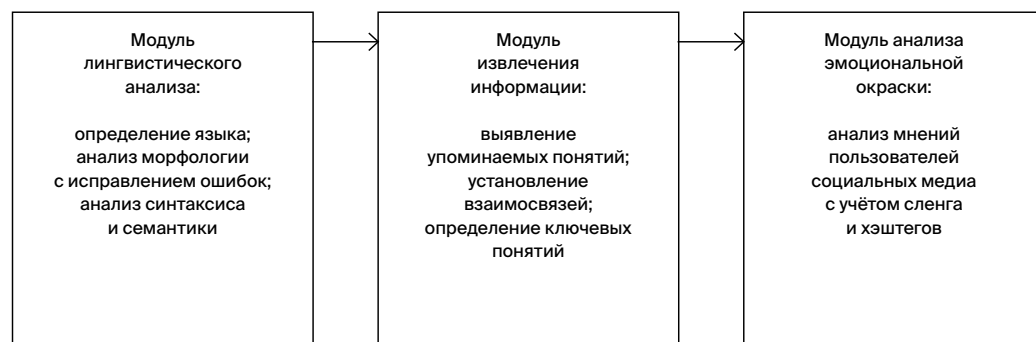 Модуль
лингвистического
анализа:
определение языка;
анализ морфологии
с исправлением ошибок;
анализ синтаксиса
и семантики
Модуль
извлечения
информации:
выявление
упоминаемых понятий;
установление
взаимосвязей;
определение ключевых
понятий
Модуль анализа
эмоциональной
окраски:
анализ мнений
пользователей
социальных медиа
с учётом сленга
и хэштегов